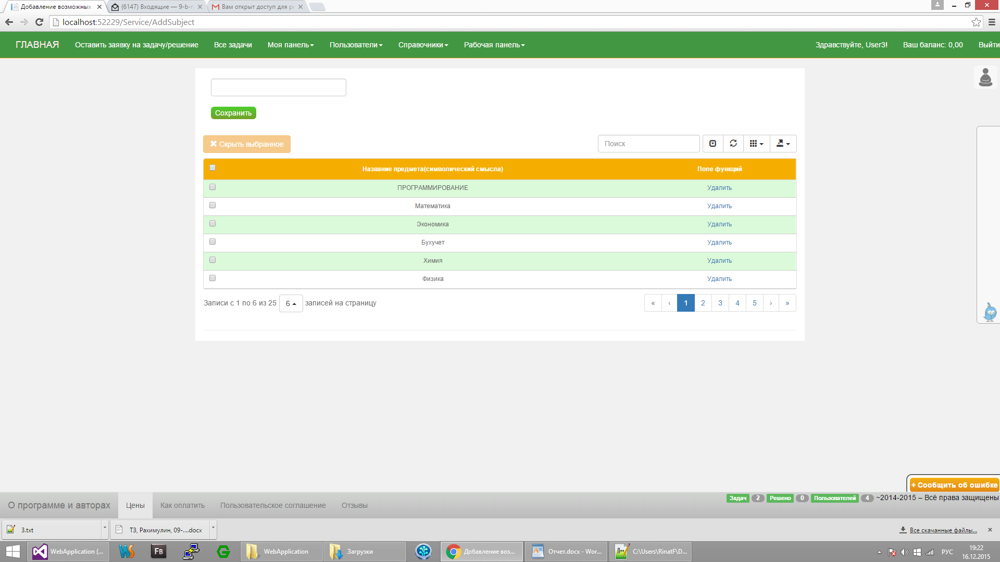 Добавление возможных
(6147) Входящие — 9-b-r
Вам открыт доступ для ре
localhost:52229/Service/AddSubject
ГЛАВНАЯ Оставить заявку на задачу/решение Все задачи Моя панель Пользователи Справочники Рабочая панель Здравствуйте, User3! Ваш баланс: 0,00 Выйти
Сохранить
Скрыть выбранное Поиск
Название предмета(символический смысла) Поле функций
ПРОГРАММИРОВАНИЕ Удалить
Математика Удалить
Экономика Удалить
Бухучет Удалить
Химия Удалить
Физика Удалить
Записи с 1 по 6 из 25 6 записей на страницу « ‹ 1 2 3 4 5 › »
+ Сообщить об ошибке
Задач 2 Решено 0 Пользователей 4 ~2014-2015 – Всё права защищены
О программе и авторах Цены Как оплатить Пользовательское соглашение Отзывы
3.txt ТЗ, Рахимулин, 09-....docx Все скачанные файлы...
WebApplication (... FB WebApplication Загрузки Добавление воз... Отчет.docx - Wor... C:\Users\RinatF\D... РУС 19:22
16.12.2015